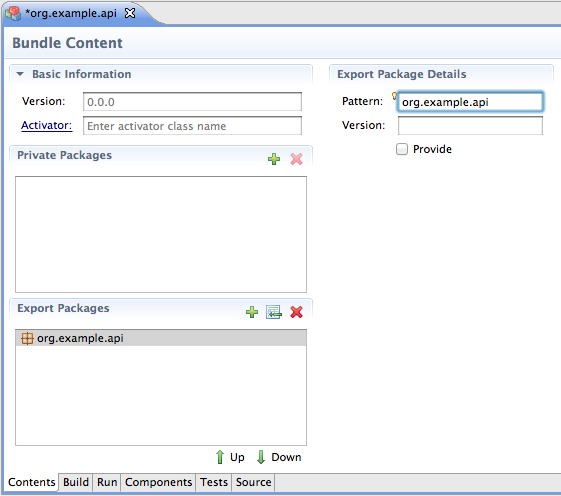 *org.example.api
Bundle Content
Basic Information
Version: 0.0.0
Activator: Enter activator class name
Private Packages
Export Packages
org.example.api
Up Down
Export Package Details
Pattern: org.example.api
Version:
Provide
Contents Build Run Components Tests Source